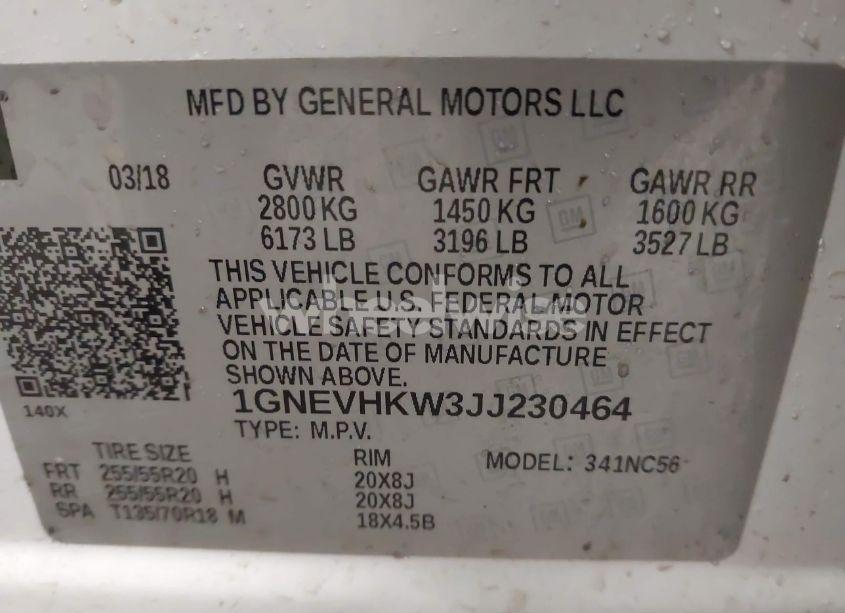 MFD BY GENERAL MOTORS LLC
03/18 GVWR GAWR FRT GAWR RR
2800 KG 1450 KG 1600 KG
6173 LB 3196 LB 3527 LB
THIS VEHICLE CONFORMS TO ALL
APPLICABLE U.S. FEDERAL MOTOR
VEHICLE SAFETY STANDARDS IN EFFECT
ON THE DATE OF MANUFACTURE
SHOWN ABOVE.
1GNEVHKW3JJ230464
140X
TYPE: M.P.V.
TIRE SIZE RIM MODEL: 341NC56
FRT 255/55R20 H 20X8J
RR 255/55R20 H 20X8J
SPA T135/70R18 M 18X4.5B
GM